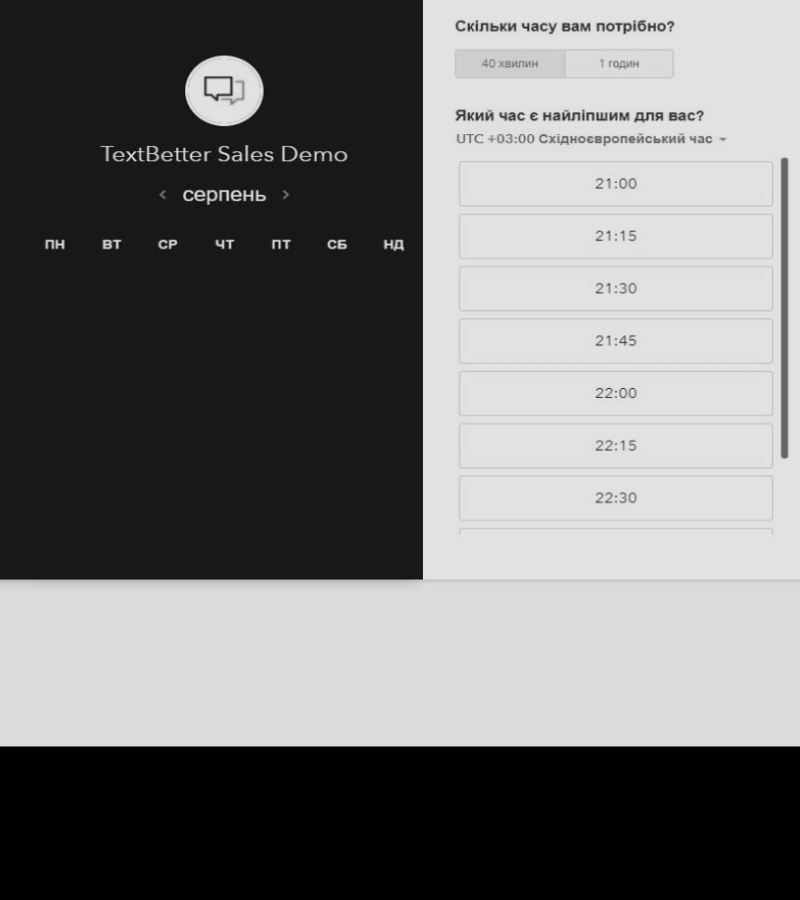 TextBetter Sales Demo
серпень
ПН ВТ СР ЧТ ПТ СБ НД
Скільки часу вам потрібно?
40 хвилин 1 годин
Який час є найліпшим для вас?
UTC +03:00 Східноєвропейський час
21:00
21:15
21:30
21:45
22:00
22:15
22:30